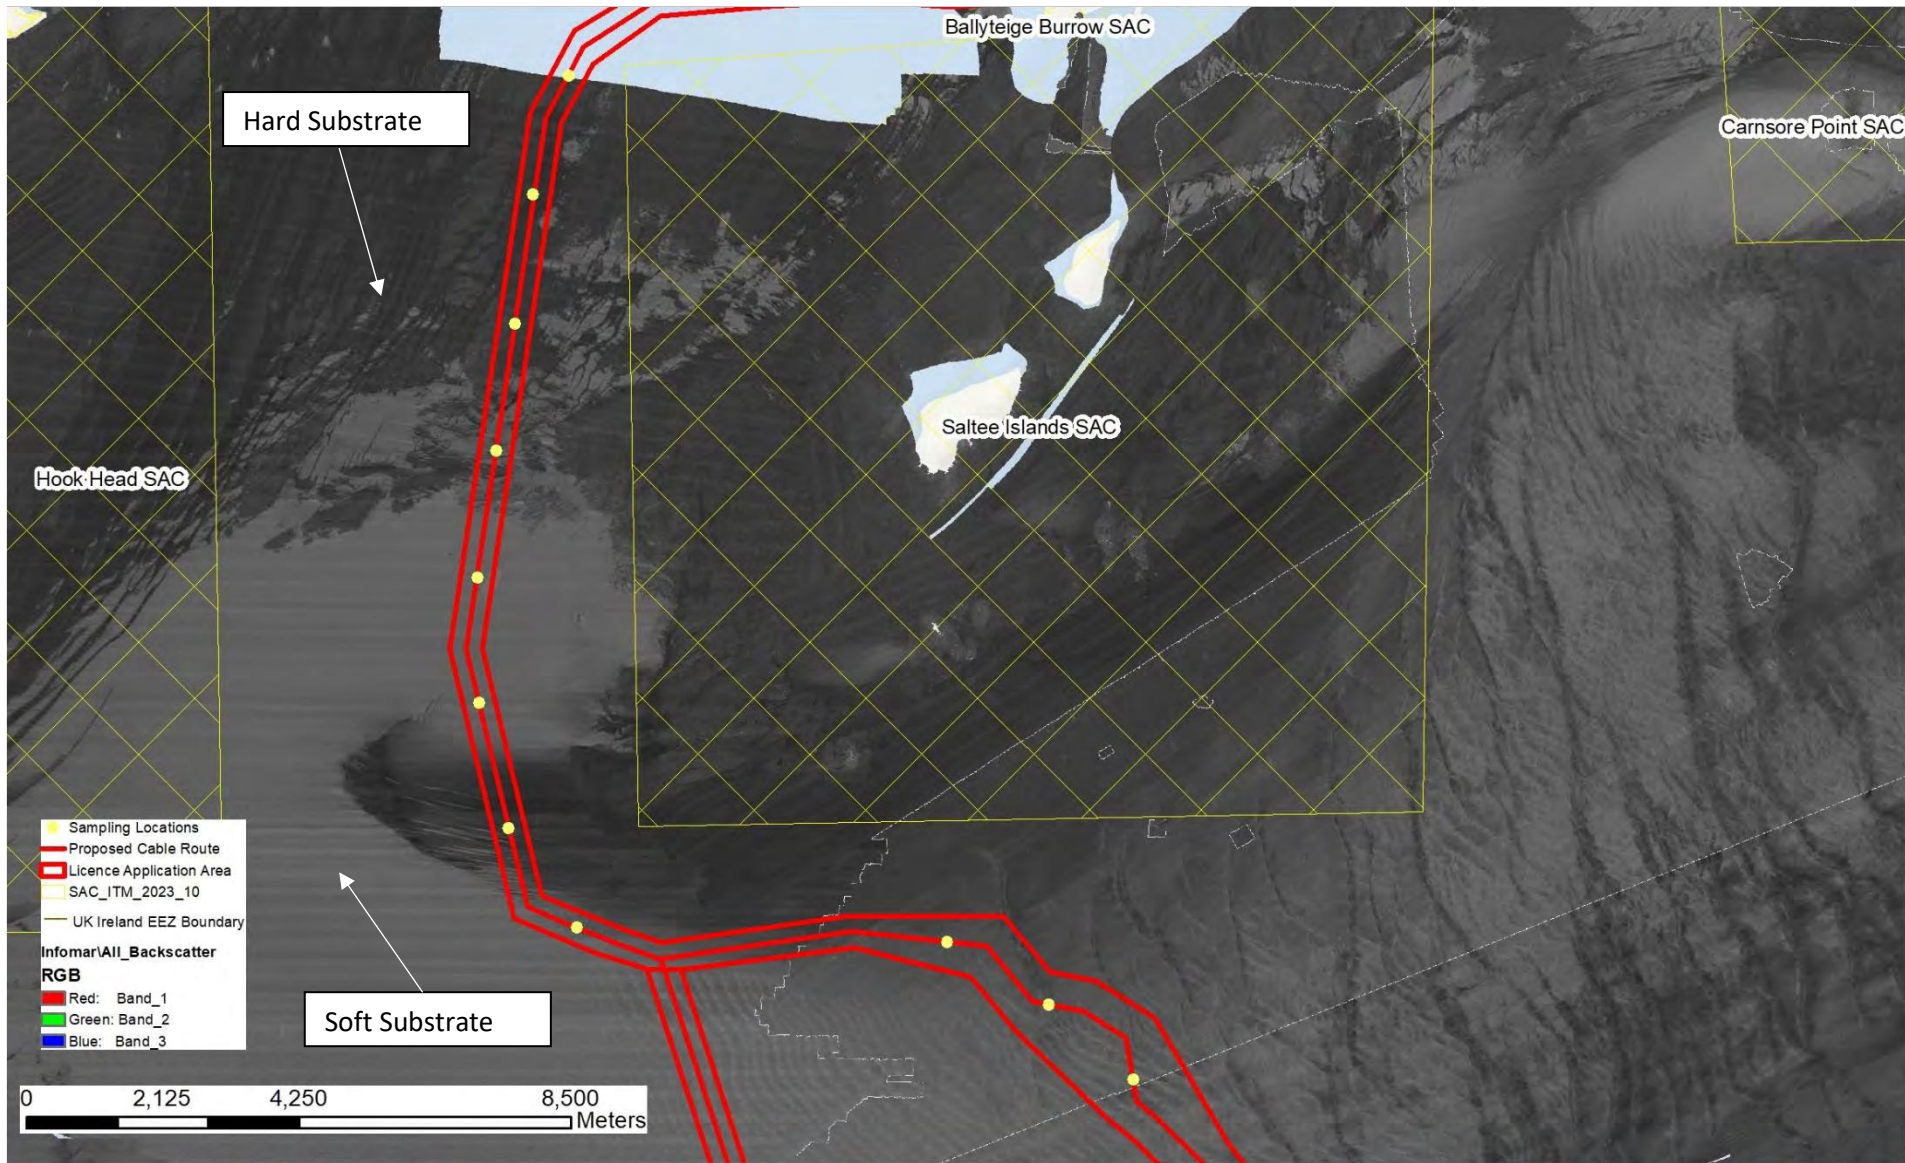 Ballyteige Burrow SAC
Hard Substrate
Carnsore Point SAC
Saltee Islands SAC
Hook Head SAC
Sampling Locations
Proposed Cable Route
Licence Application Area
SAC_ITM_2023_10
UK Ireland EEZ Boundary
Infomar\All_Backscatter
RGB
Red: Band_1
Green: Band_2
Blue: Band_3
Soft Substrate
0 2,125 4,250 8,500
Meters